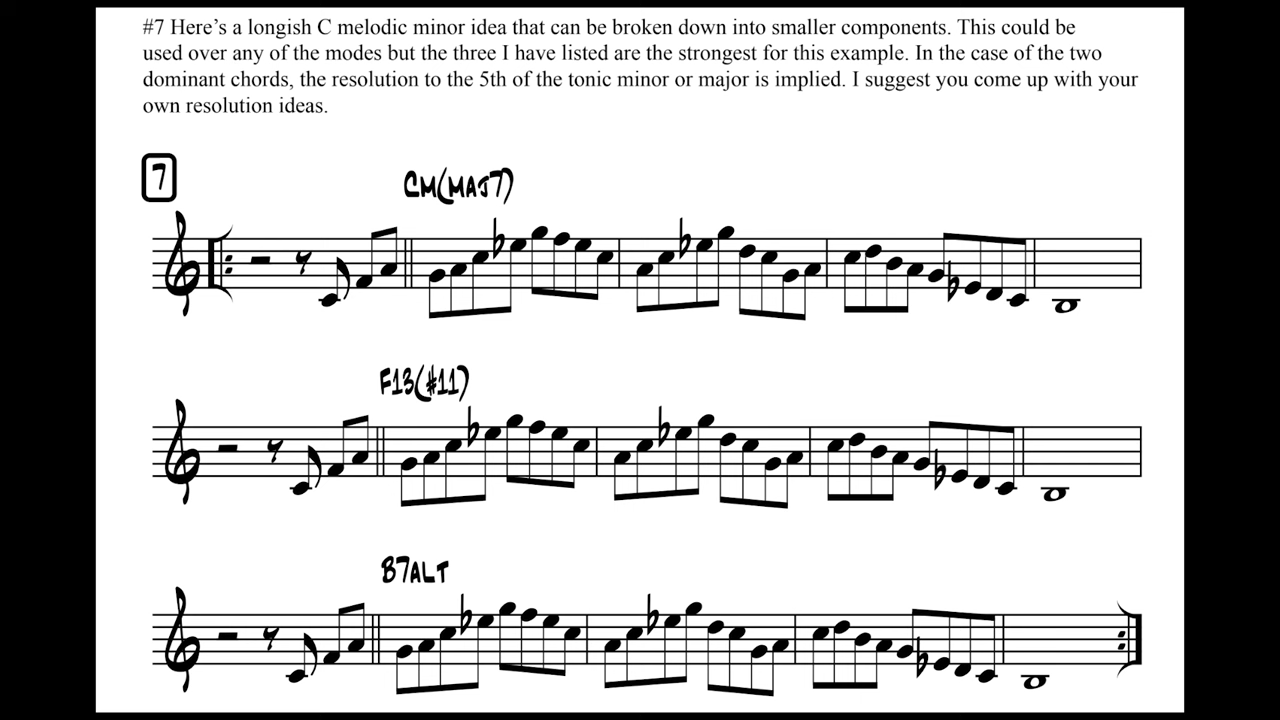 #7 Here’s a longish C melodic minor idea that can be broken down into smaller components. This could be
used over any of the modes but the three I have listed are the strongest for this example. In the case of the two
dominant chords, the resolution to the 5th of the tonic minor or major is implied. I suggest you come up with your
own resolution ideas.
7
CM(MAJ7)
F13(#11)
B7ALT